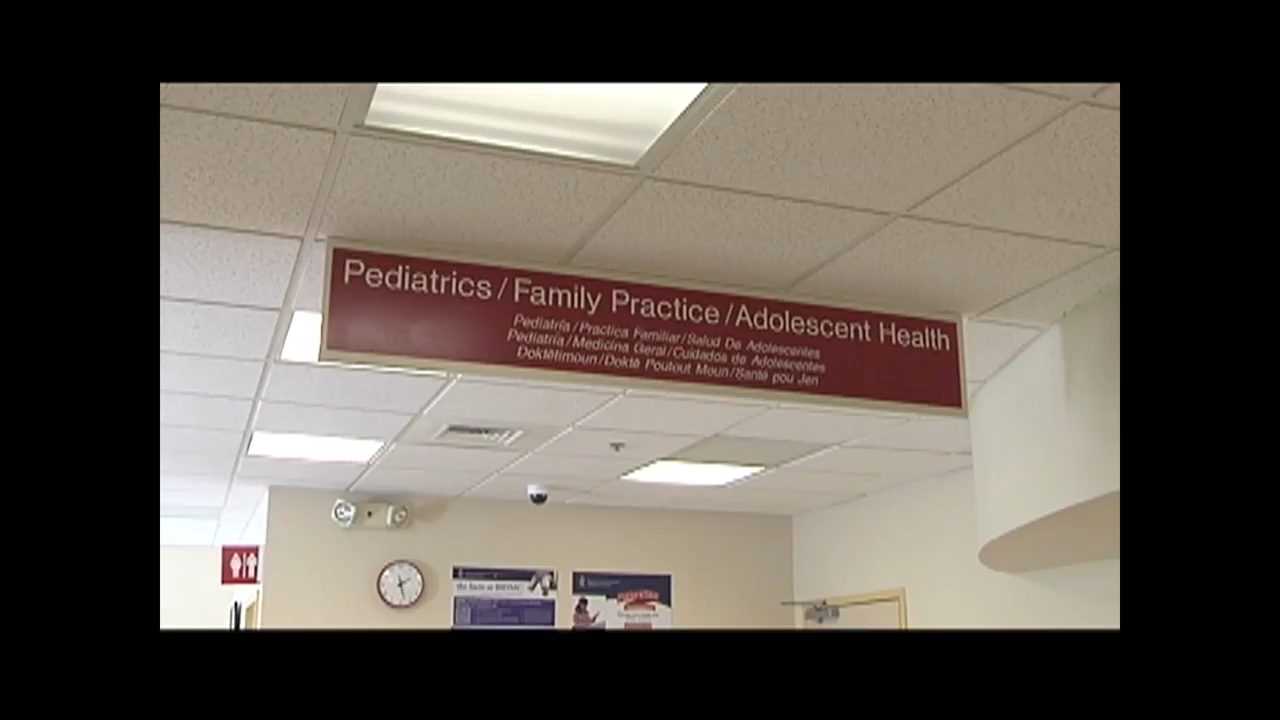 Pediatrics / Family Practice / Adolescent Health
Pediatría / Practica Familiar / Salud De Adolescentes
Pediatria / Medicina Geral / Cuidados de Adolescentes
Doktètimoun / Doktè Poutout Moun / Santé pou Jen